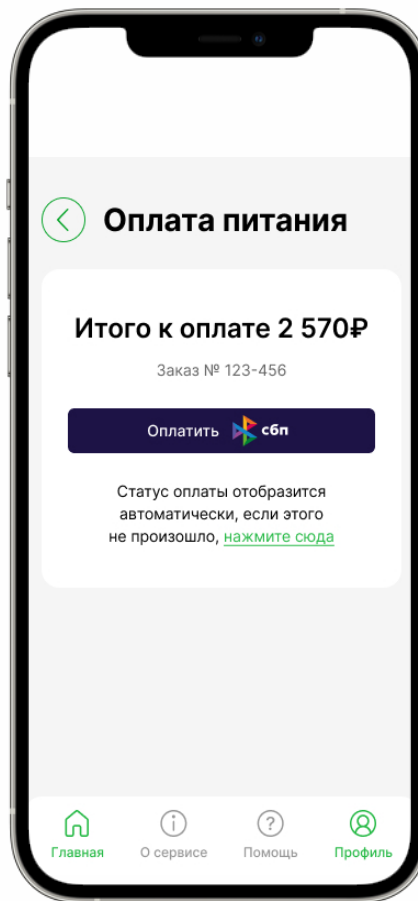 Оплата питания
Итого к оплате 2 570₽
Заказ № 123-456
Оплатить сбп
Статус оплаты отобразится
автоматически, если этого
не произошло, нажмите сюда
Главная О сервисе Помощь Профиль